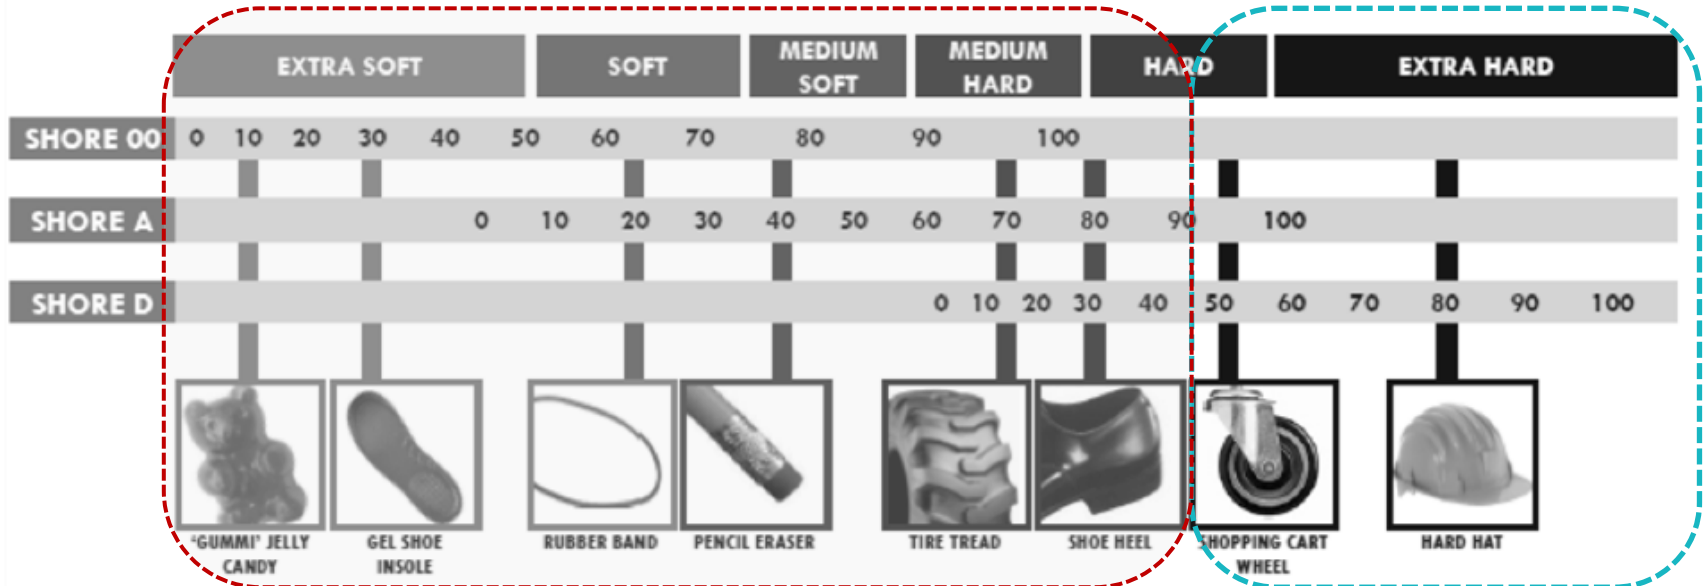 EXTRA SOFT
SOFT
MEDIUM
SOFT
MEDIUM
HARD
HARD
EXTRA HARD
SHORE 00 0 10 20 30 40 50 60 70 80 90 100
SHORE A 0 10 20 30 40 50 60 70 80 90 100
SHORE D 0 10 20 30 40 50 60 70 80 90 100
'GUMMI' JELLY
CANDY
GEL SHOE
INSOLE
RUBBER BAND
PENCIL ERASER
TIRE TREAD
SHOE HEEL
SHOPPING CART
WHEEL
HARD HAT